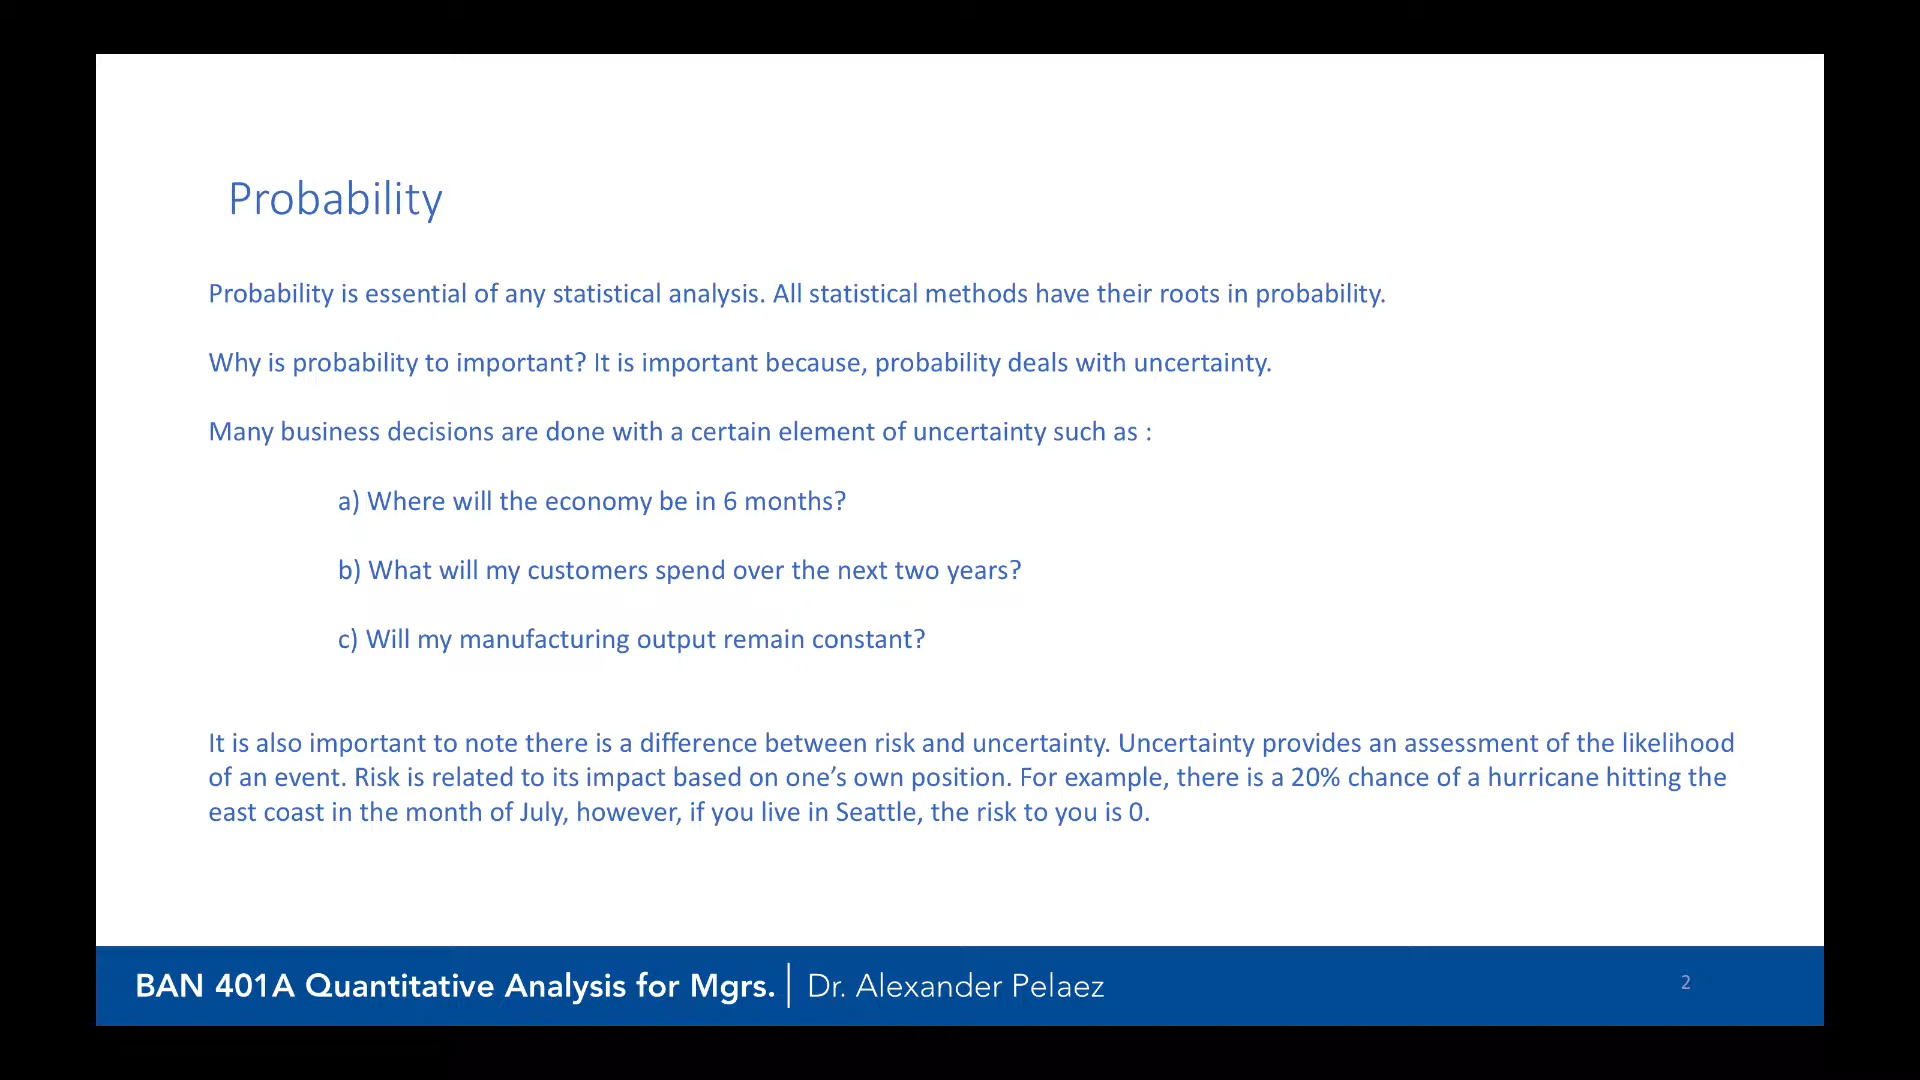 Probability
Probability is essential of any statistical analysis. All statistical methods have their roots in probability.
Why is probability to important? It is important because, probability deals with uncertainty.
Many business decisions are done with a certain element of uncertainty such as :
a) Where will the economy be in 6 months?
b) What will my customers spend over the next two years?
c) Will my manufacturing output remain constant?
It is also important to note there is a difference between risk and uncertainty. Uncertainty provides an assessment of the likelihood
of an event. Risk is related to its impact based on one’s own position. For example, there is a 20% chance of a hurricane hitting the
east coast in the month of July, however, if you live in Seattle, the risk to you is 0.
BAN 401A Quantitative Analysis for Mgrs. | Dr. Alexander Pelaez
2